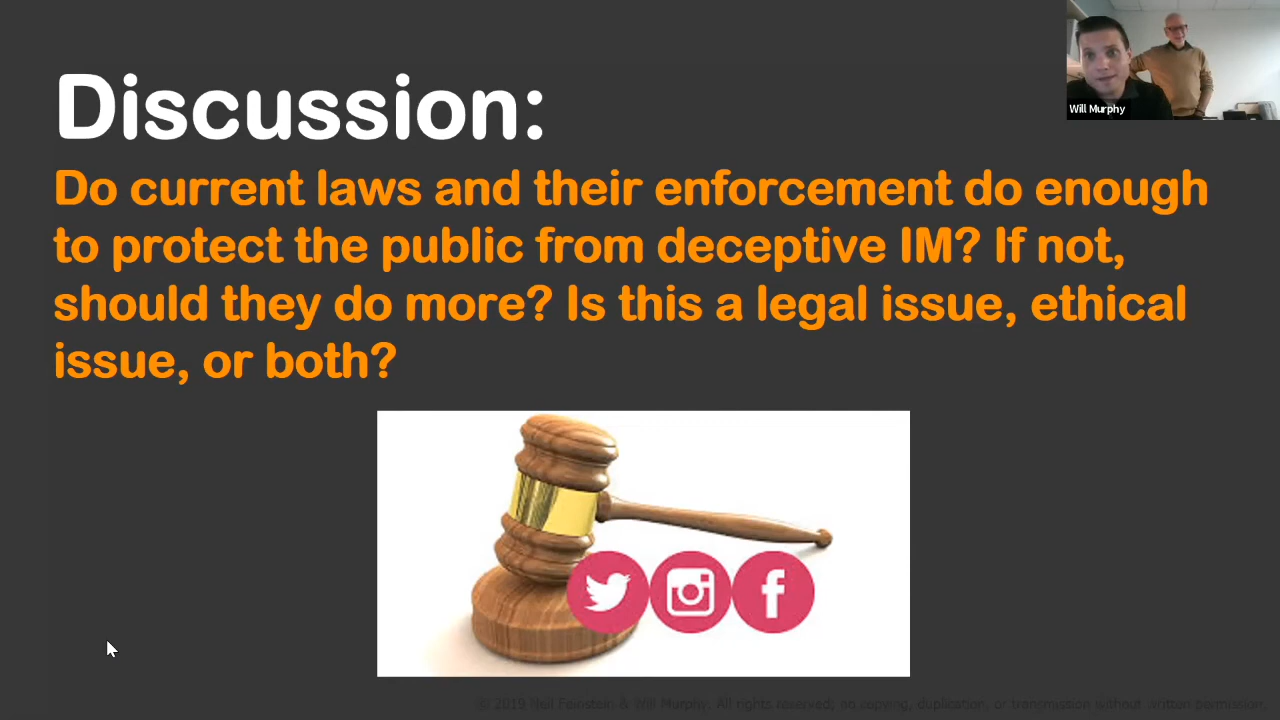 Will Murphy
Discussion:
Do current laws and their enforcement do enough
to protect the public from deceptive IM? If not,
should they do more? Is this a legal issue, ethical
issue, or both?
© 2019 Neil Feinstein & Will Murphy. All rights reserved; no copying, duplication, or transmission without written permission.